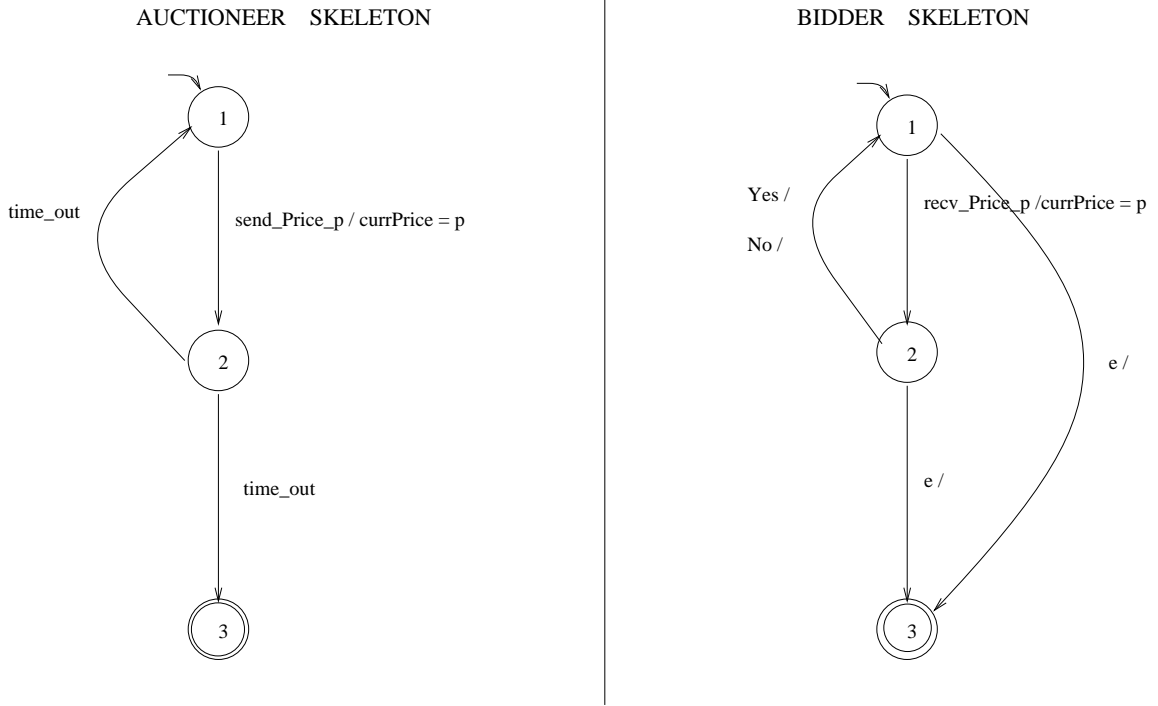 AUCTIONEER SKELETON
1
time_out
send_Price_p / currPrice = p
2
time_out
3
BIDDER SKELETON
1
Yes /
recv_Price_p /currPrice = p
No /
2
e /
e /
3